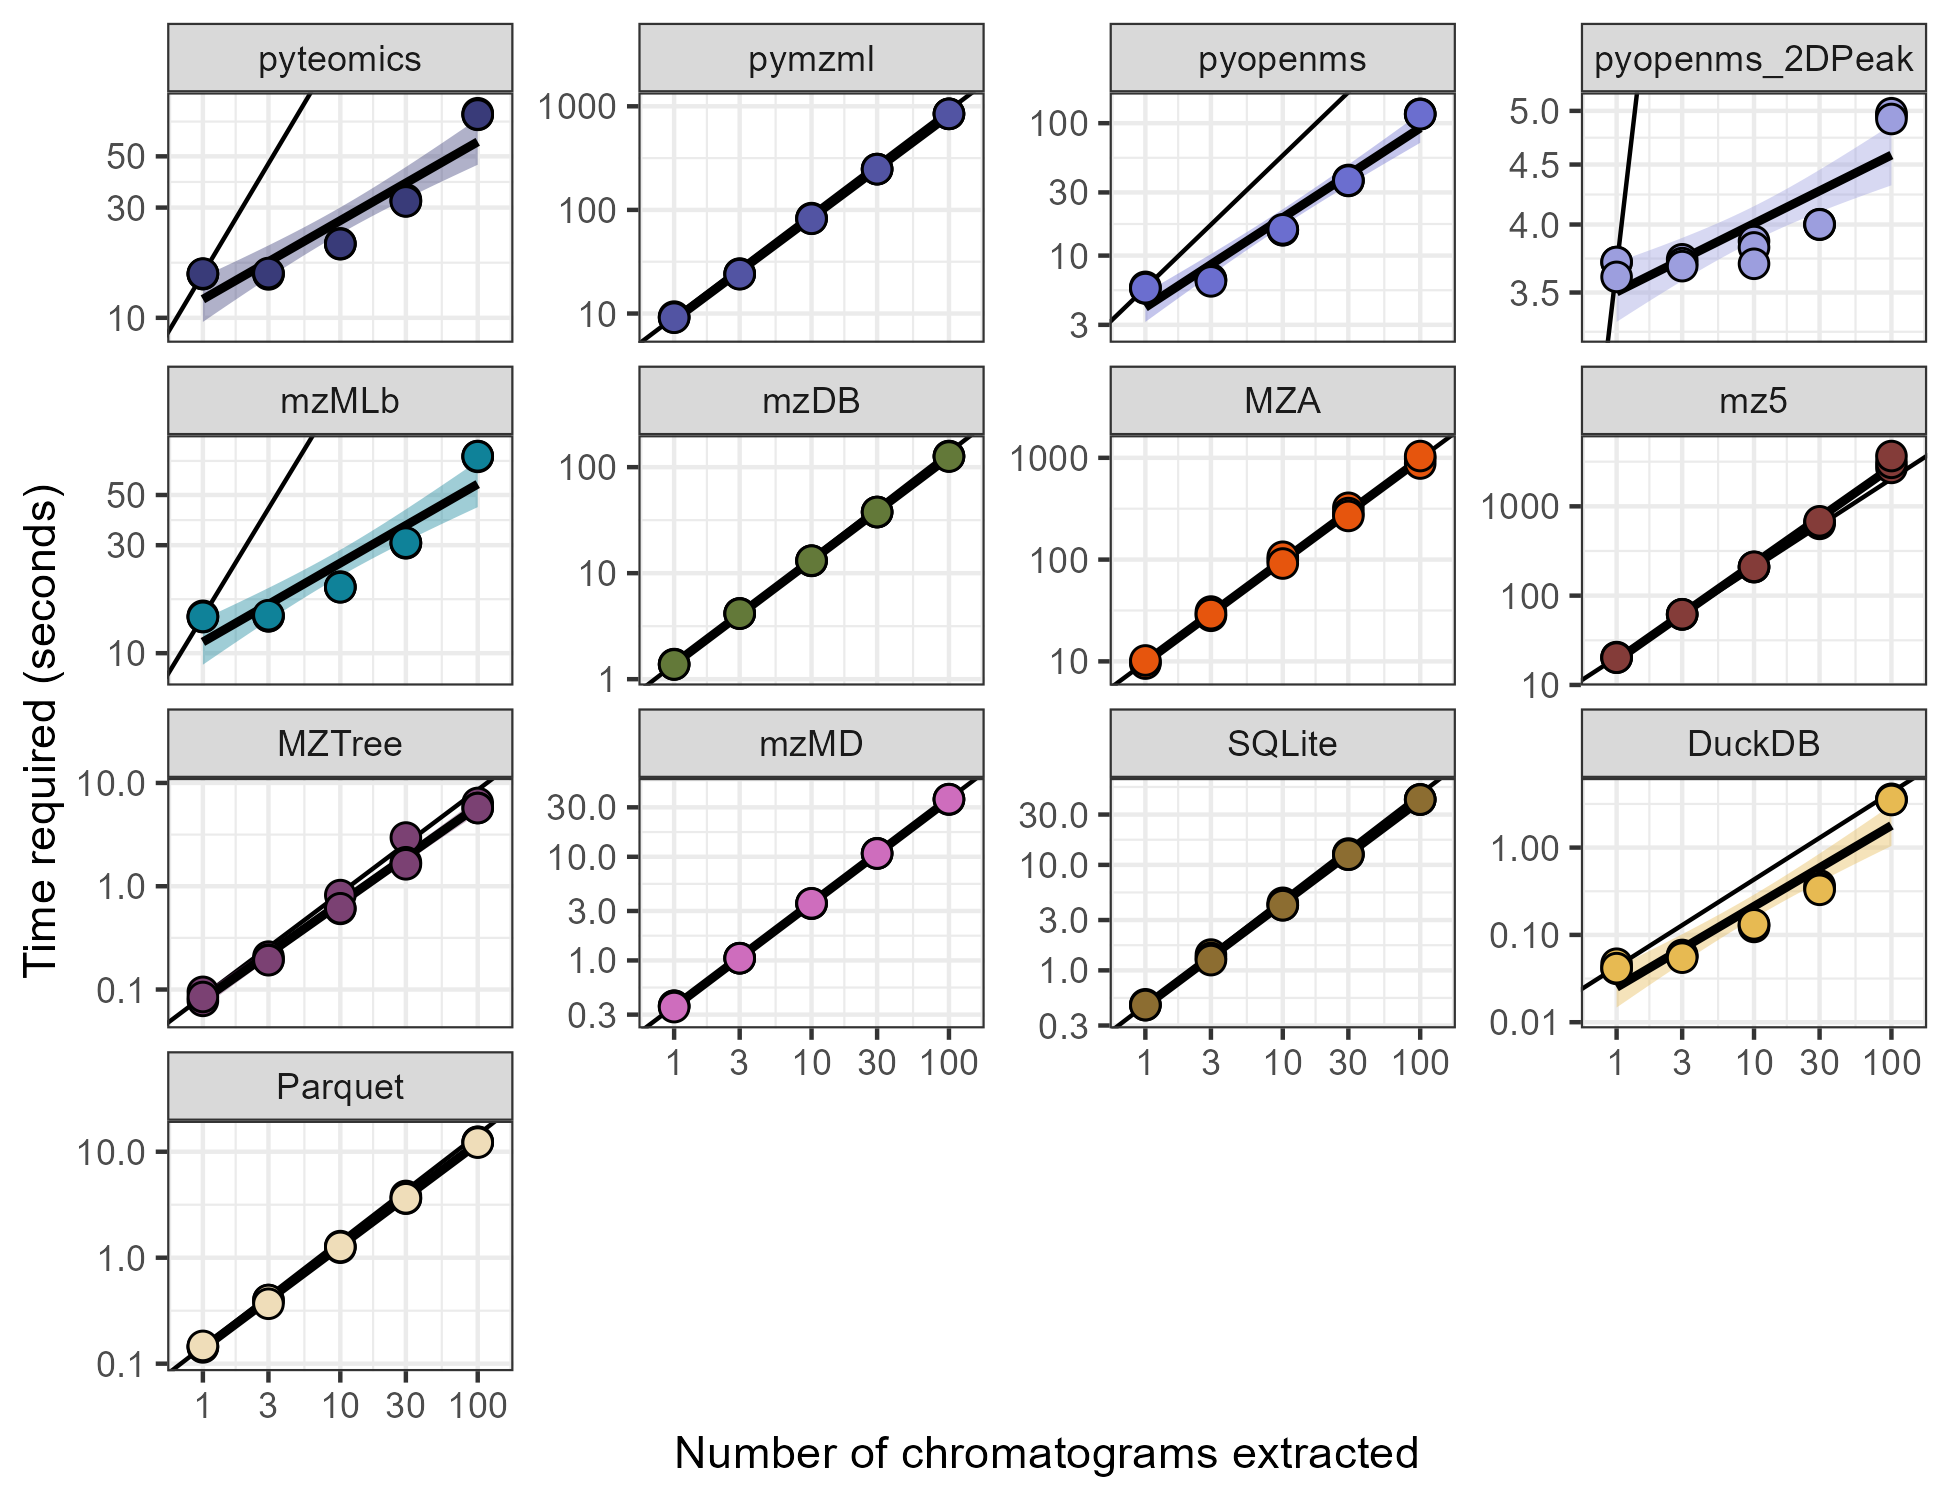 pyteomics
pymzml
pyopenms
pyopenms_2DPeak
50
30
10
1000
100
10
100
30
10
3
5.0
4.5
4.0
3.5
mzMLb
mzDB
MZA
mz5
50
30
10
100
10
1
1000
100
10
1000
100
10
MZTree
mzMD
SQLite
DuckDB
10.0
1.0
0.1
30.0
10.0
3.0
1.0
0.3
30.0
10.0
3.0
1.0
0.3
1.00
0.10
0.01
1 3 10 30 100
1 3 10 30 100
1 3 10 30 100
Parquet
10.0
1.0
0.1
1 3 10 30 100
Time required (seconds)
Number of chromatograms extracted